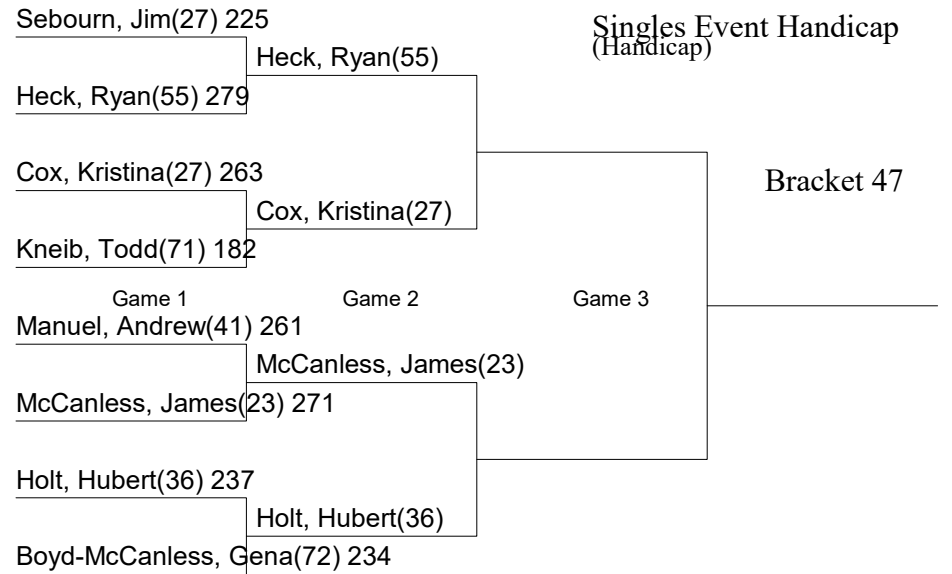 Sebourn, Jim(27) 225
Singles Event Handicap
(Handicap)
Heck, Ryan(55)
Heck, Ryan(55) 279
Cox, Kristina(27) 263
Bracket 47
Cox, Kristina(27)
Kneib, Todd(71) 182
Game 1
Game 2
Game 3
Manuel, Andrew(41) 261
McCanless, James(23)
McCanless, James(23) 271
Holt, Hubert(36) 237
Holt, Hubert(36)
Boyd-McCanless, Gena(72) 234